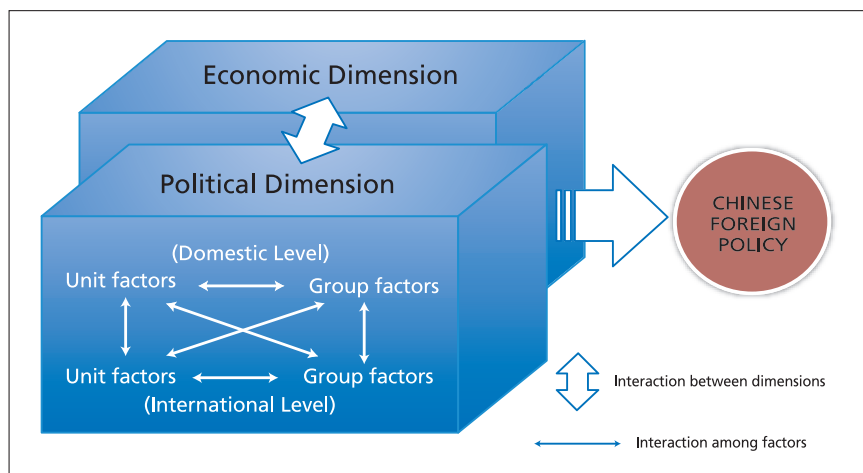 Economic Dimension
Political Dimension
(Domestic Level)
Unit factors
Group factors
Unit factors
Group factors
(International Level)
CHINESE
FOREIGN
POLICY
Interaction between dimensions
Interaction among factors